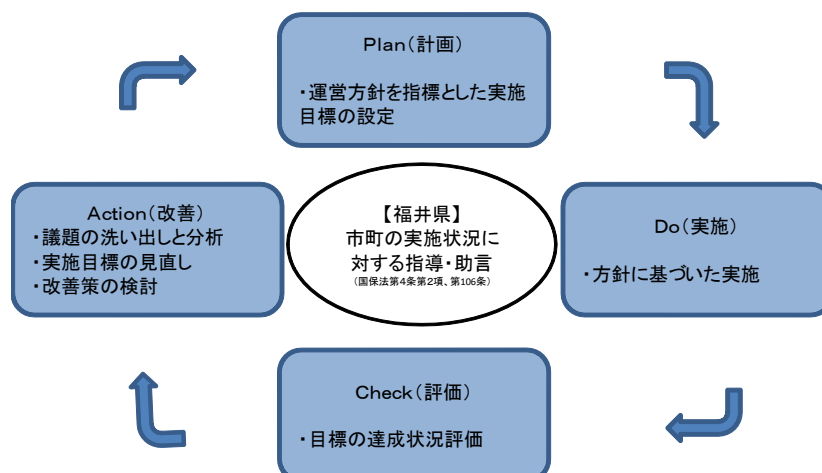 Plan(計画)
・運営方針を指標とした実施
目標の設定
Action(改善)
・議題の洗い出しと分析
・実施目標の見直し
・改善策の検討
【福井県】
市町の実施状況に
対する指導・助言
(国保法第4条第2項、第106条)
Do(実施)
・方針に基づいた実施
Check(評価)
・目標の達成状況評価